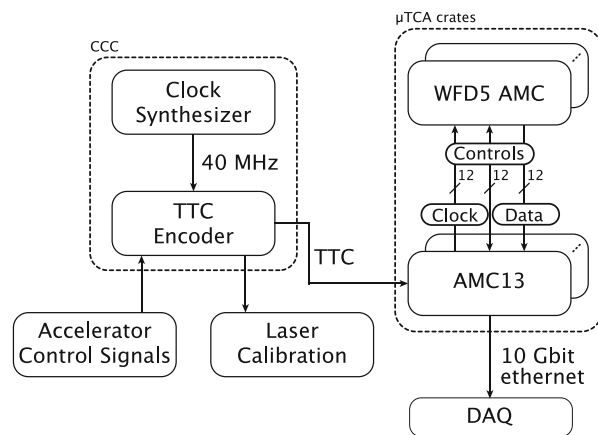 CCC
Clock
Synthesizer
40 MHz
TTC
Encoder
TTC
Accelerator
Control Signals
Laser
Calibration
µTCA crates
WFD5 AMC
Controls
12
12
12
Clock
Data
AMC13
10 Gbit
ethernet
DAQ